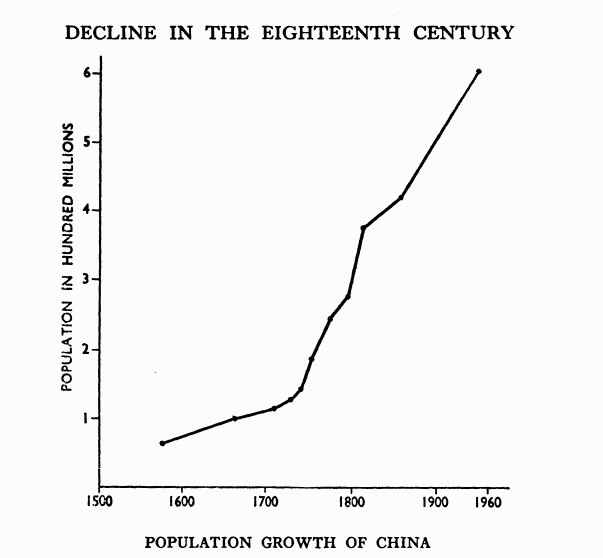 DECLINE IN THE EIGHTEENTH CENTURY
POPULATION IN HUNDRED MILLIONS
6
5
4
3
2
1
1500 1600 1700 1800 1900 1960
POPULATION GROWTH OF CHINA